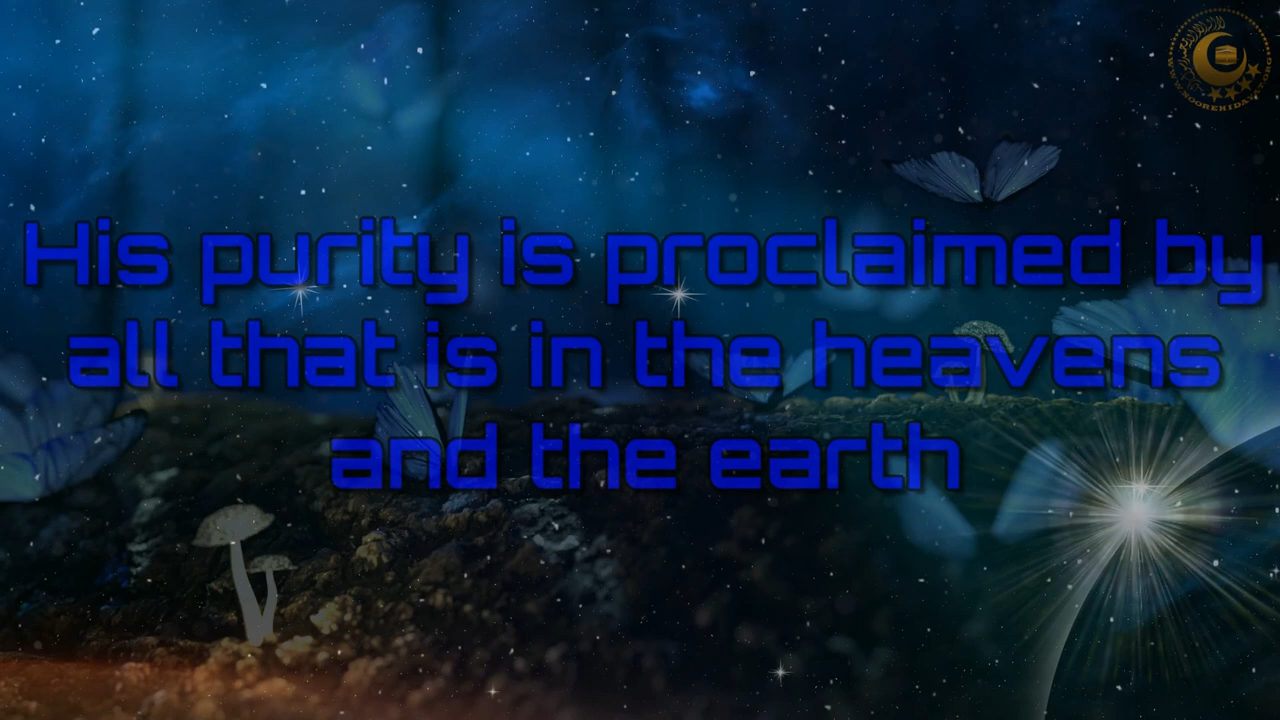 His purity is proclaimed by
all that is in the heavens
and the earth